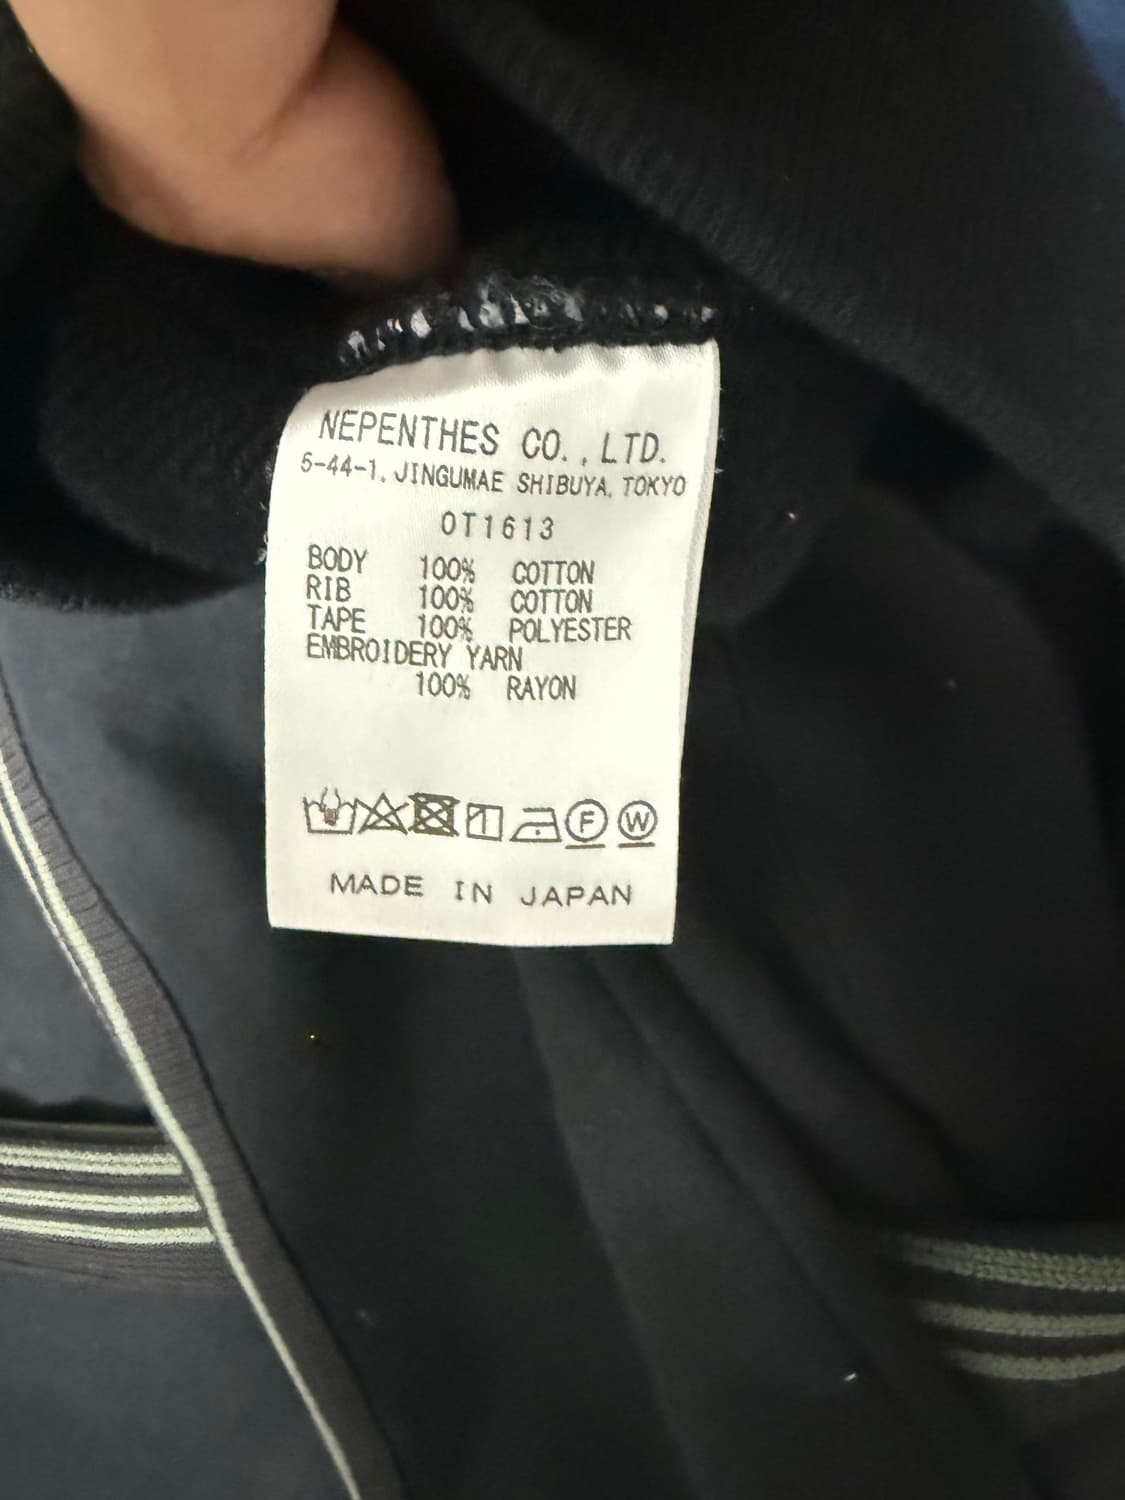 NEPENTHES CO., LTD.
5-44-1, JINGUMAE SHIBUYA, TOKYO
OT1613
BODY 100% COTTON
RIB 100% COTTON
TAPE 100% POLYESTER
EMBROIDERY YARN
100% RAYON
F W
MADE IN JAPAN